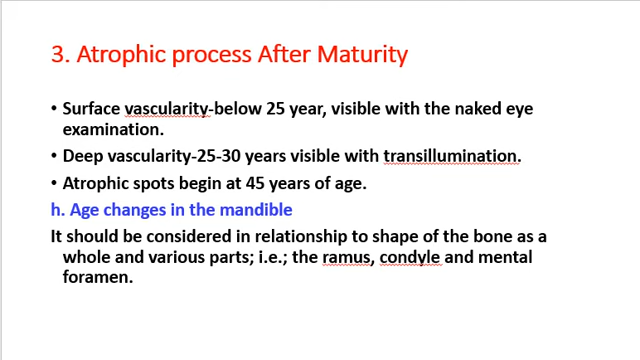 3. Atrophic process After Maturity
• Surface vascularity-below 25 year, visible with the naked eye
examination.
• Deep vascularity-25-30 years visible with transillumination.
• Atrophic spots begin at 45 years of age.
h. Age changes in the mandible
It should be considered in relationship to shape of the bone as a
whole and various parts; i.e.; the ramus, condyle and mental
foramen.